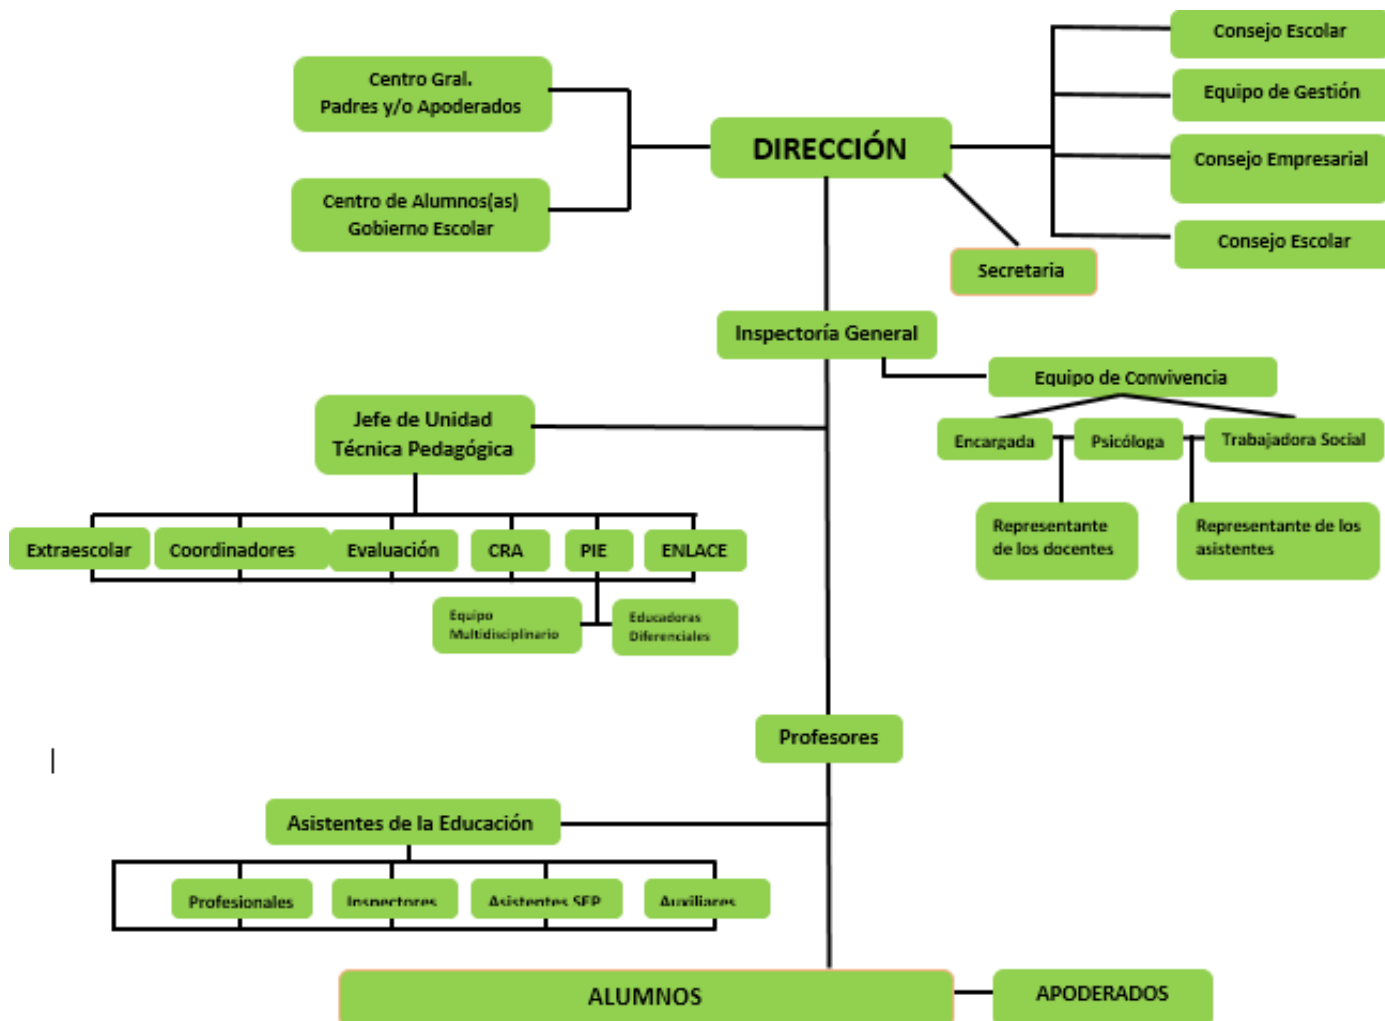 Consejo Escolar
Centro Gral.
Padres y/o Apoderados
Equipo de Gestión
DIRECCIÓN
Consejo Empresarial
Centro de Alumnos(as)
Gobierno Escolar
Consejo Escolar
Secretaria
Inspectoría General
Equipo de Convivencia
Jefe de Unidad
Técnica Pedagógica
Encargada
Psicóloga
Trabajadora Social
Representante
de los docentes
Representante de los
asistentes
Extraescolar
Coordinadores
Evaluación
CRA
PIE
ENLACE
Equipo
Multidisciplinario
Educadoras
Diferenciales
Profesores
Asistentes de la Educación
Profesionales
Inspectores
Asistentes SEP
Auxiliares
ALUMNOS
APODERADOS